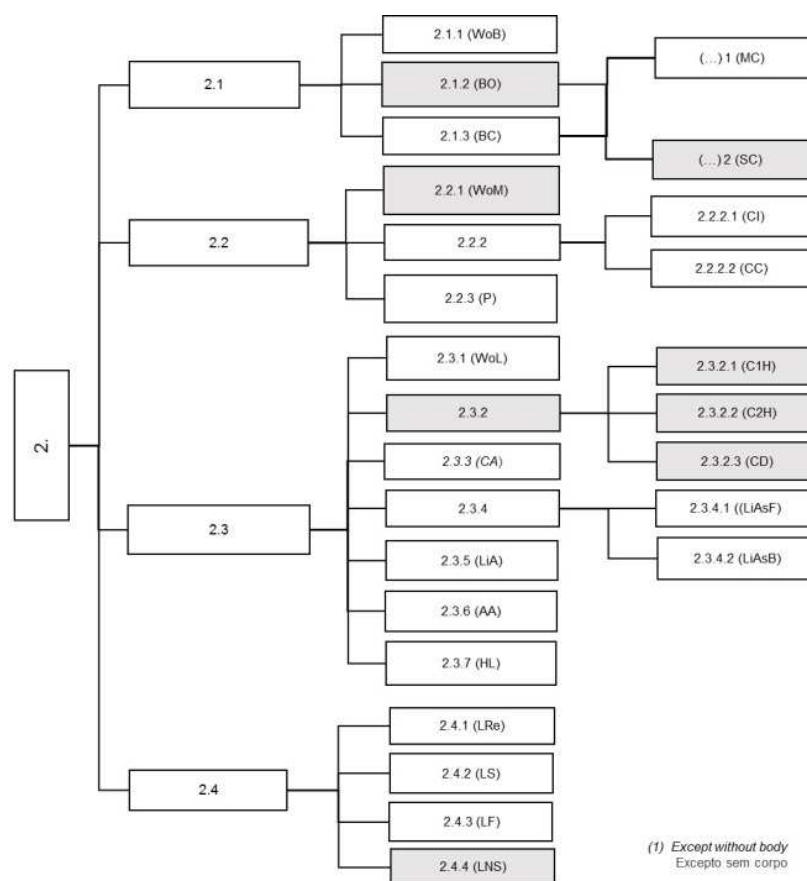 2.
2.1
2.1.1 (WoB)
2.1.2 (BO)
2.1.3 (BC)
(...) 1 (MC)
(...) 2 (SC)
2.2
2.2.1 (WoM)
2.2.2
2.2.2.1 (CI)
2.2.2.2 (CC)
2.2.3 (P)
2.3
2.3.1 (WoL)
2.3.2
2.3.2.1 (C1H)
2.3.2.2 (C2H)
2.3.2.3 (CD)
2.3.3 (CA)
2.3.4
2.3.4.1 ((LiAsF)
2.3.4.2 (LiAsB)
2.3.5 (LiA)
2.3.6 (AA)
2.3.7 (HL)
2.4
2.4.1 (LRe)
2.4.2 (LS)
2.4.3 (LF)
2.4.4 (LNS)
(1) Except without body
Excepto sem corpo